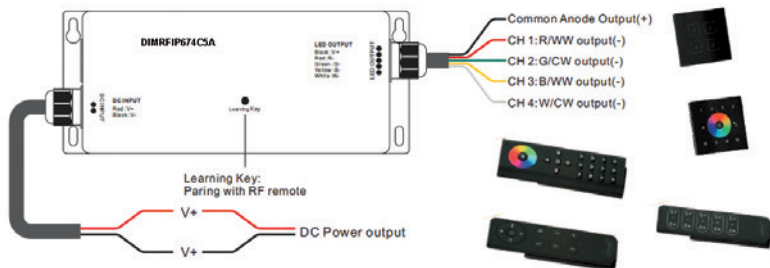 DIMRFIP674C5A
LED OUTPUT
Black: V+
Red: R-
Green: G-
Yellow: B-
White: W-
LED OUTPUT
DC INPUT
DC INPUT
Red: V+
Black: V-
Learning Key
Common Anode Output(+)
CH 1:R/WW output(-)
CH 2:G/CW output(-)
CH 3:B/WW output(-)
CH 4:W/CW output(-)
Learning Key:
Paring with RF remote
V+
V+
DC Power output